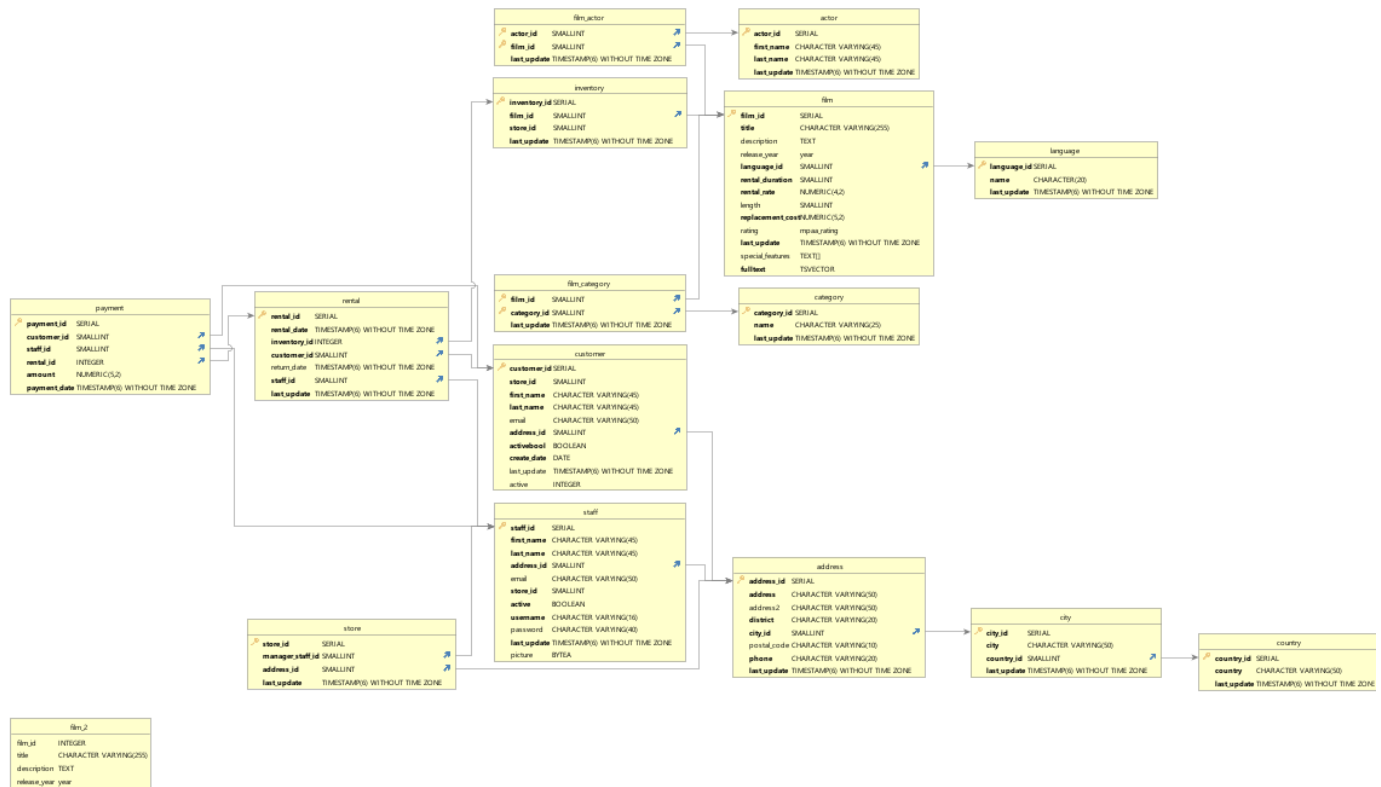 film_actor
actor_id SMALLINT
film_id SMALLINT
last_update TIMESTAMP(6) WITHOUT TIME ZONE
actor
actor_id SERIAL
first_name CHARACTER VARYING(45)
last_name CHARACTER VARYING(45)
last_update TIMESTAMP(6) WITHOUT TIME ZONE
inventory
inventory_id SERIAL
film_id SMALLINT
store_id SMALLINT
last_update TIMESTAMP(6) WITHOUT TIME ZONE
film
film_id SERIAL
title CHARACTER VARYING(255)
description TEXT
release_year year
language_id SMALLINT
rental_duration SMALLINT
rental_rate NUMERIC(4,2)
length SMALLINT
replacement_cost NUMERIC(5,2)
rating mpaa_rating
last_update TIMESTAMP(6) WITHOUT TIME ZONE
special_features TEXT[]
fulltext TSVECTOR
language
language_id SERIAL
name CHARACTER(20)
last_update TIMESTAMP(6) WITHOUT TIME ZONE
film_category
film_id SMALLINT
category_id SMALLINT
last_update TIMESTAMP(6) WITHOUT TIME ZONE
category
category_id SERIAL
name CHARACTER VARYING(25)
last_update TIMESTAMP(6) WITHOUT TIME ZONE
payment
payment_id SERIAL
customer_id SMALLINT
staff_id SMALLINT
rental_id INTEGER
amount NUMERIC(5,2)
payment_date TIMESTAMP(6) WITHOUT TIME ZONE
rental
rental_id SERIAL
rental_date TIMESTAMP(6) WITHOUT TIME ZONE
inventory_id INTEGER
customer_id SMALLINT
return_date TIMESTAMP(6) WITHOUT TIME ZONE
staff_id SMALLINT
last_update TIMESTAMP(6) WITHOUT TIME ZONE
customer
customer_id SERIAL
store_id SMALLINT
first_name CHARACTER VARYING(45)
last_name CHARACTER VARYING(45)
email CHARACTER VARYING(50)
address_id SMALLINT
activebool BOOLEAN
create_date DATE
last_update TIMESTAMP(6) WITHOUT TIME ZONE
active INTEGER
staff
staff_id SERIAL
first_name CHARACTER VARYING(45)
last_name CHARACTER VARYING(45)
address_id SMALLINT
email CHARACTER VARYING(50)
store_id SMALLINT
active BOOLEAN
username CHARACTER VARYING(16)
password CHARACTER VARYING(40)
last_update TIMESTAMP(6) WITHOUT TIME ZONE
picture BYTEA
store
store_id SERIAL
manager_staff_id SMALLINT
address_id SMALLINT
last_update TIMESTAMP(6) WITHOUT TIME ZONE
address
address_id SERIAL
address CHARACTER VARYING(50)
address2 CHARACTER VARYING(50)
district CHARACTER VARYING(20)
city_id SMALLINT
postal_code CHARACTER VARYING(10)
phone CHARACTER VARYING(20)
last_update TIMESTAMP(6) WITHOUT TIME ZONE
city
city_id SERIAL
city CHARACTER VARYING(50)
country_id SMALLINT
last_update TIMESTAMP(6) WITHOUT TIME ZONE
country
country_id SERIAL
country CHARACTER VARYING(50)
last_update TIMESTAMP(6) WITHOUT TIME ZONE
film_2
film_id INTEGER
title CHARACTER VARYING(255)
description TEXT
release_year year